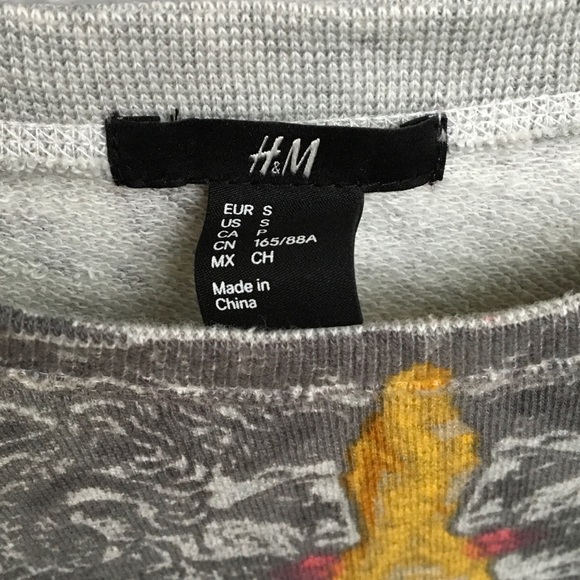 H&M
EUR S
US S
CA P
CN 165/88A
MX CH
Made in
China